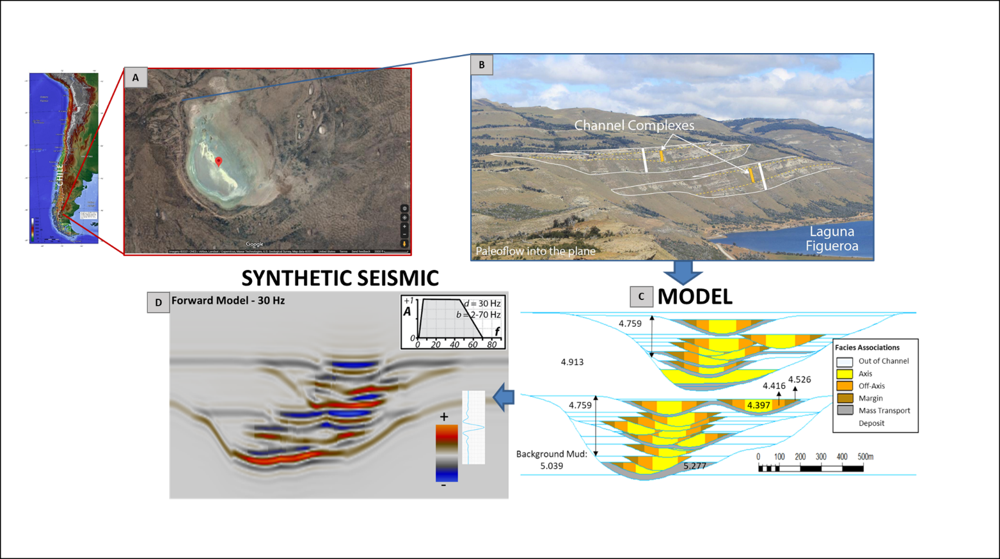 A
B
CHILE
Google
Channel Complexes
Laguna
Figueroa
Paleoflow into the plane
SYNTHETIC SEISMIC
D
Forward Model - 30 Hz
+1
A
0
d = 30 Hz
b = 2-70 Hz
f
0 20 40 60 80
+
-
C
MODEL
4.759
4.913
4.759
4.416
4.526
4.397
Background Mud:
5.039
5.277
Facies Associations
Out of Channel
Axis
Off-Axis
Margin
Mass Transport
Deposit
0 100 200 300 400 500m